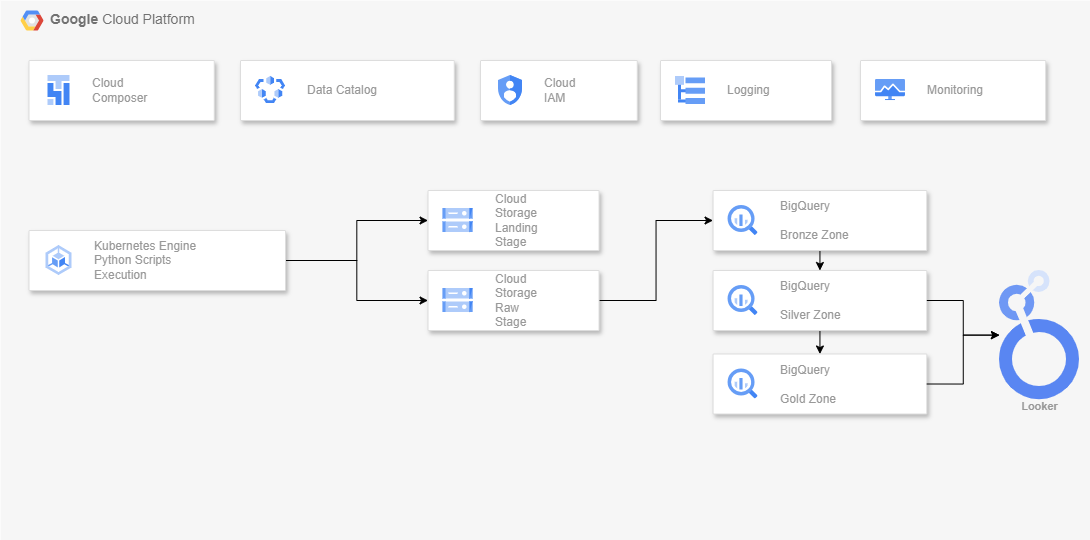 Google Cloud Platform
Cloud
Composer
Data Catalog
Cloud
IAM
Logging
Monitoring
Kubernetes Engine
Python Scripts
Execution
Cloud
Storage
Landing
Stage
Cloud
Storage
Raw
Stage
BigQuery
Bronze Zone
BigQuery
Silver Zone
BigQuery
Gold Zone
Looker